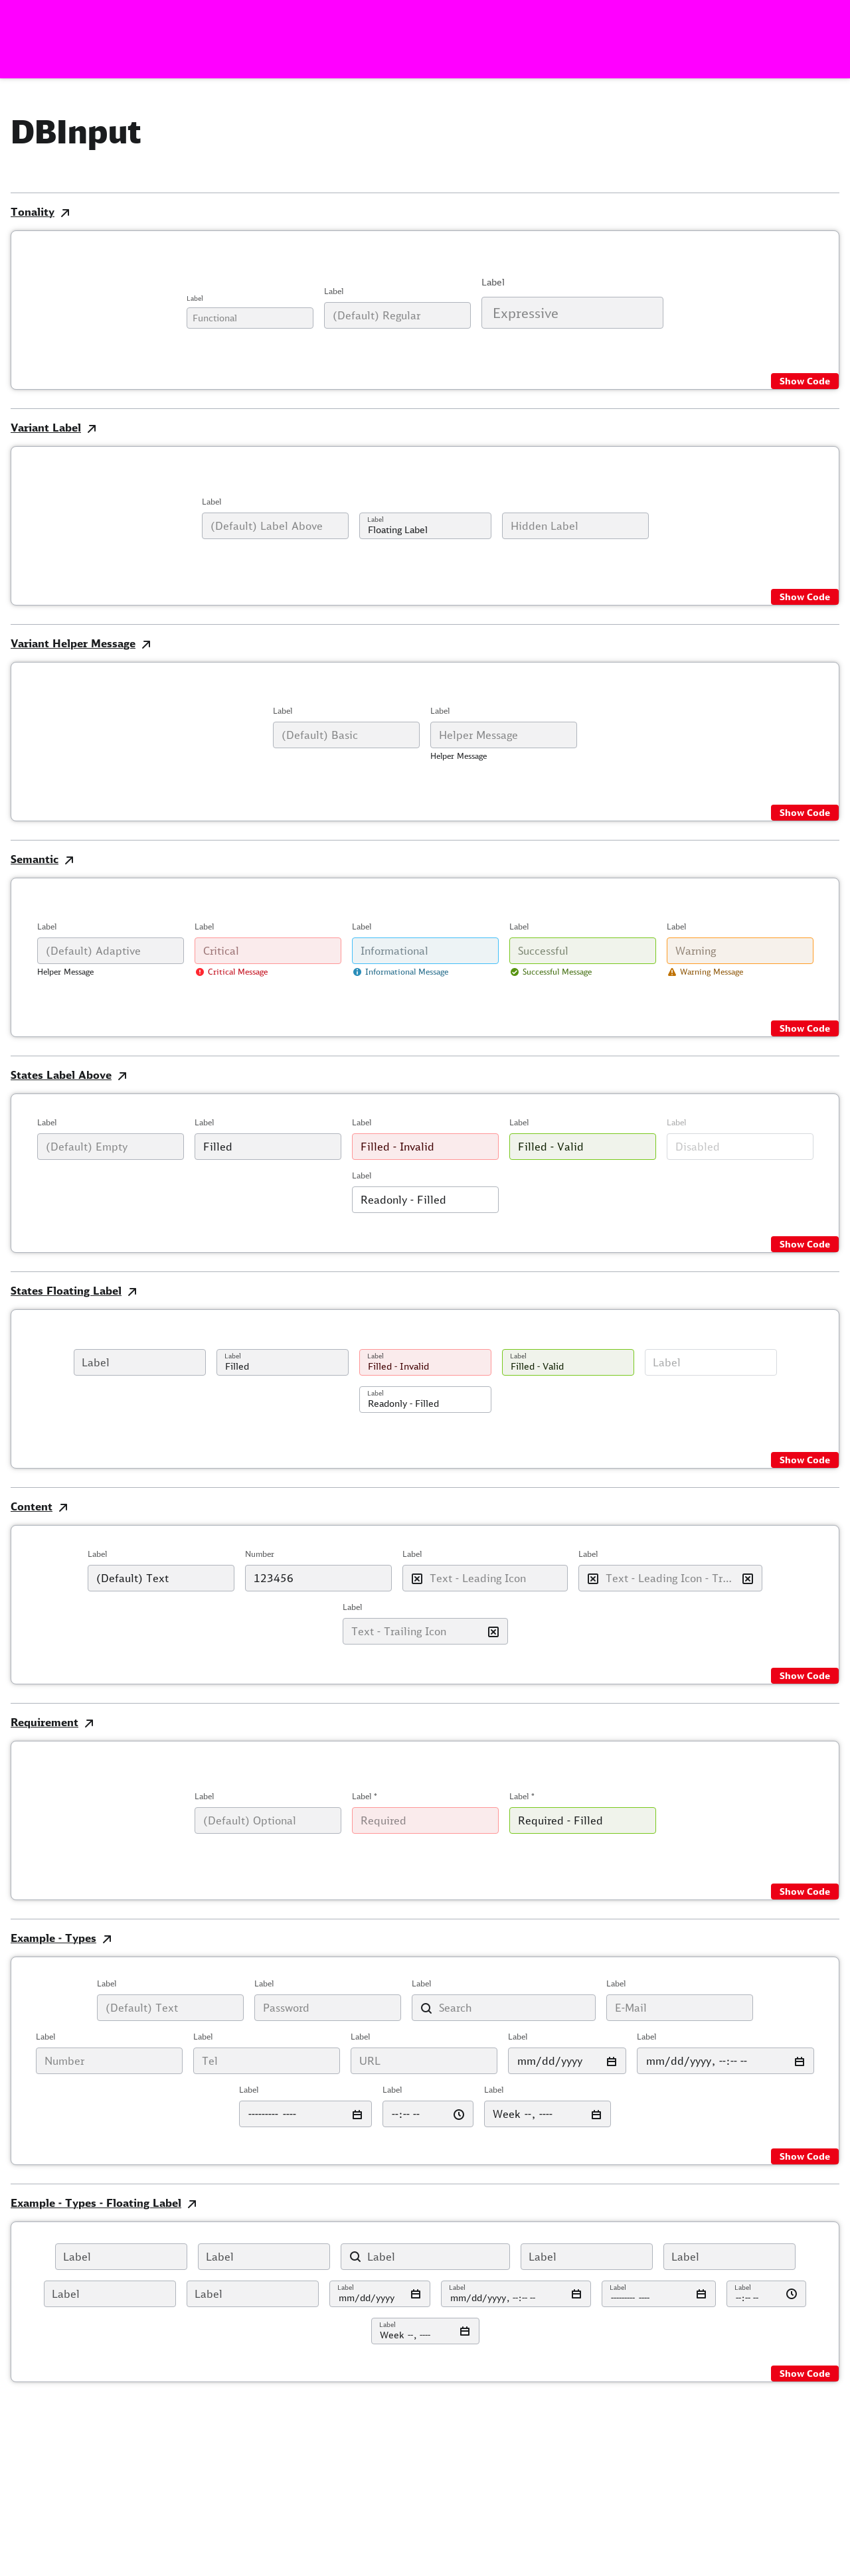 DBInput
Tonality
Label
Label
Label
Functional
(Default) Regular
Expressive
Show Code
Variant Label
Label
(Default) Label Above
Label
Floating Label
Hidden Label
Show Code
Variant Helper Message
Label Label
(Default) Basic Helper Message
Helper Message
Show Code
Semantic
Label Label Label Label Label
(Default) Adaptive Critical Informational Successful Warning
Helper Message Critical Message Informational Message Successful Message Warning Message
Show Code
States Label Above
Label Label Label Label Label
(Default) Empty Filled Filled - Invalid Filled - Valid Disabled
Label
Readonly - Filled
Show Code
States Floating Label
Label Label Label Label Label
Filled Filled - Invalid Filled - Valid
Label
Readonly - Filled
Show Code
Content
Label Number Label Label
(Default) Text 123456 Text - Leading Icon Text - Leading Icon - Tr...
Label
Text - Trailing Icon
Show Code
Requirement
Label Label * Label *
(Default) Optional Required Required - Filled
Show Code
Example - Types
Label Label Label Label
(Default) Text Password Search E-Mail
Label Label Label Label Label
Number Tel URL mm/dd/yyyy mm/dd/yyyy, --:-- --
Label Label Label
--------- ---- --:-- -- Week --, ----
Show Code
Example - Types - Floating Label
Label Label Label Label Label
Label Label Label Label Label Label
mm/dd/yyyy mm/dd/yyyy, --:-- -- --------- ---- --:-- --
Label
Week --, ----
Show Code